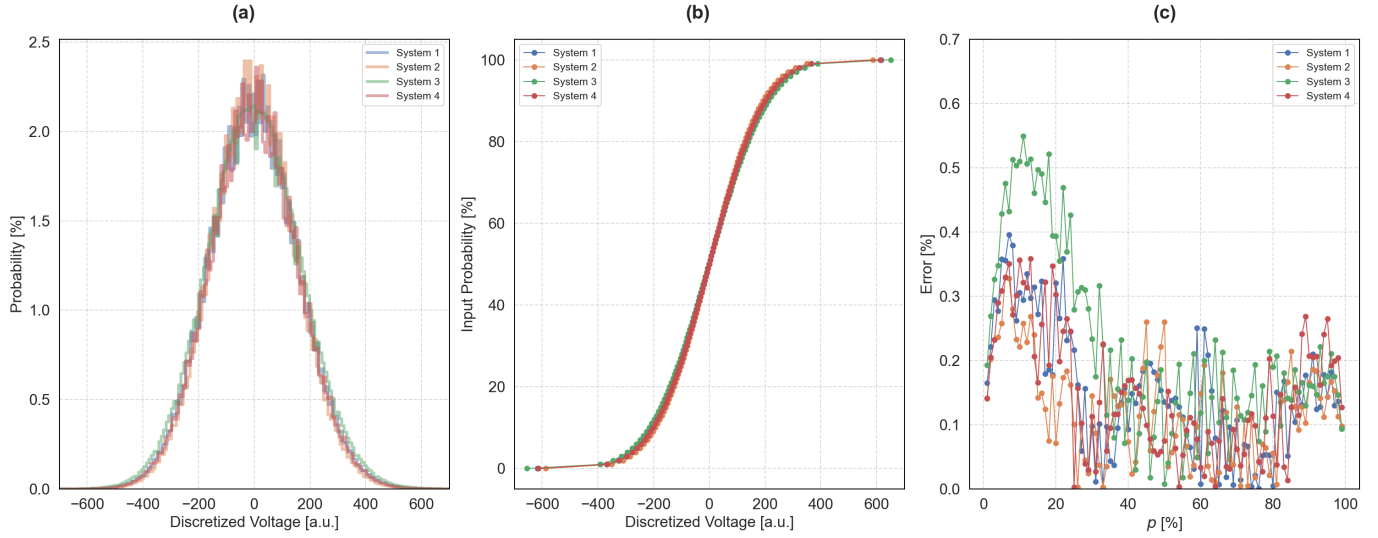 (a)
2.5
2.0
1.5
1.0
0.5
0.0
Probability [%]
−600
−400
−200
0
200
400
600
Discretized Voltage [a.u.]
System 1
System 2
System 3
System 4
(b)
100
80
60
40
20
0
Input Probability [%]
−600
−400
−200
0
200
400
600
Discretized Voltage [a.u.]
System 1
System 2
System 3
System 4
(c)
0.7
0.6
0.5
0.4
0.3
0.2
0.1
0.0
Error [%]
0
20
40
60
80
100
p [%]
System 1
System 2
System 3
System 4